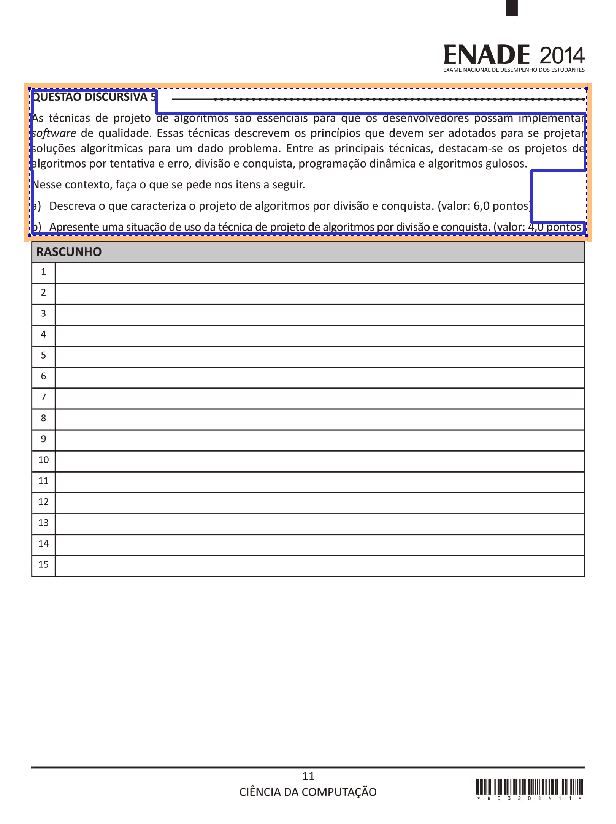 ENADE 2014
EXAME NACIONAL DE DESEMPENHO DOS ESTUDANTES
QUESTÃO DISCURSIVA 5
As técnicas de projeto de algoritmos são essenciais para que os desenvolvedores possam implementar
software de qualidade. Essas técnicas descrevem os princípios que devem ser adotados para se projetar
soluções algorítmicas para um dado problema. Entre as principais técnicas, destacam-se os projetos de
algoritmos por tentativa e erro, divisão e conquista, programação dinâmica e algoritmos gulosos.
Nesse contexto, faça o que se pede nos itens a seguir.
a) Descreva o que caracteriza o projeto de algoritmos por divisão e conquista. (valor: 6,0 pontos)
b) Apresente uma situação de uso da técnica de projeto de algoritmos por divisão e conquista. (valor: 4,0 pontos)
RASCUNHO
1
2
3
4
5
6
7
8
9
10
11
12
13
14
15
11
CIÊNCIA DA COMPUTAÇÃO